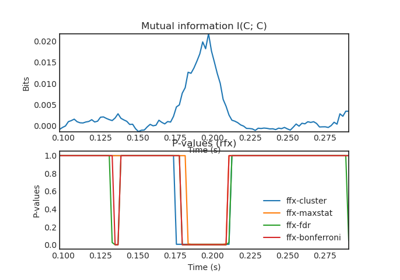 Mutual information I(C; C)
0.020
0.015
0.010
0.005
0.000
Bits
0.100 0.125 0.150 0.175 0.200 0.225 0.250 0.275
Time (s)
P-values (rfx)
1.0
0.8
0.6
0.4
0.2
0.0
P-values
ffx-cluster
ffx-maxstat
ffx-fdr
ffx-bonferroni
0.100 0.125 0.150 0.175 0.200 0.225 0.250 0.275
Time (s)